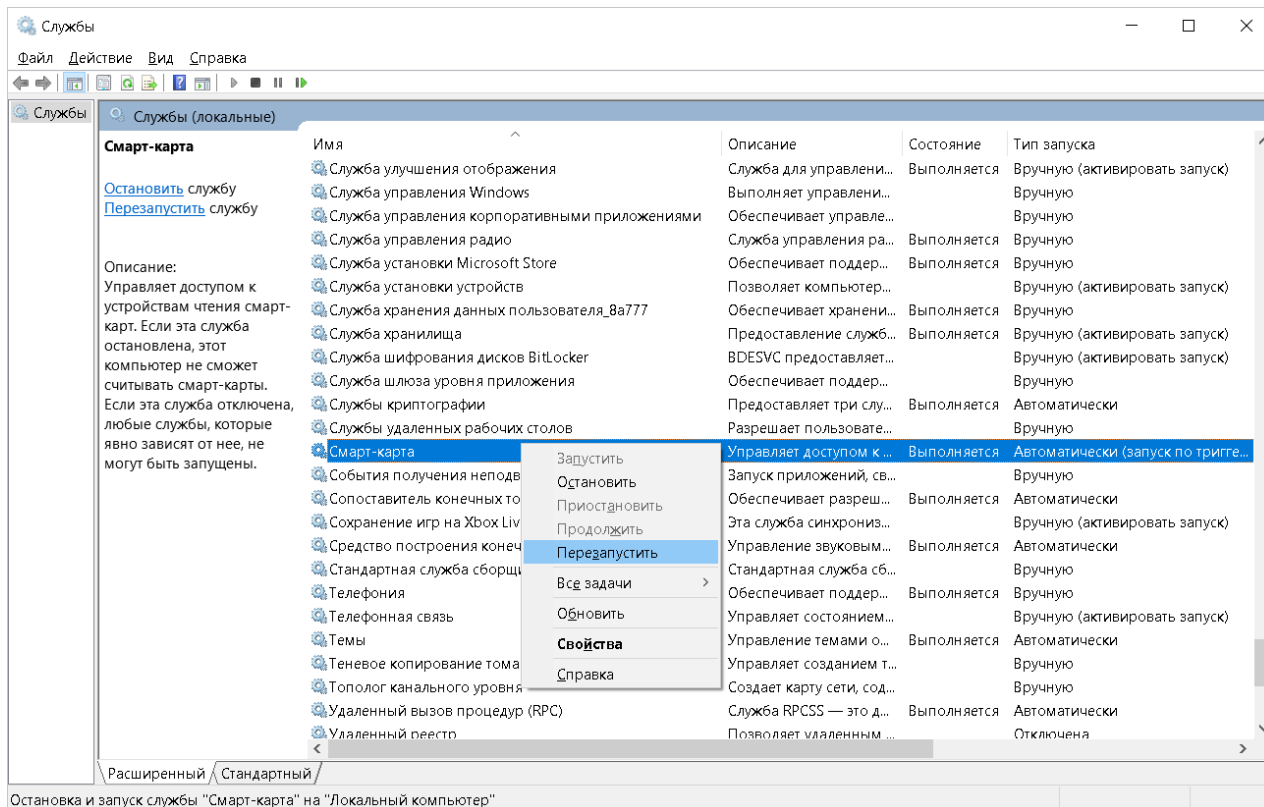 Службы
Файл Действие Вид Справка
Службы
Службы (локальные)
Смарт-карта
Остановить службу
Перезапустить службу
Описание:
Управляет доступом к
устройствам чтения смарт-
карт. Если эта служба
остановлена, этот
компьютер не сможет
считывать смарт-карты.
Если эта служба отключена,
любые службы, которые
явно зависят от нее, не
могут быть запущены.
Имя Описание Состояние Тип запуска
Служба улучшения отображения Служба для управлени... Выполняется Вручную (активировать запуск)
Служба управления Windows Выполняет управлени... Вручную
Служба управления корпоративными приложениями Обеспечивает управле... Вручную
Служба управления радио Служба управления ра... Выполняется Вручную
Служба установки Microsoft Store Обеспечивает поддер... Выполняется Вручную
Служба установки устройств Позволяет компьютер... Вручную (активировать запуск)
Служба хранения данных пользователя_8a777 Обеспечивает хранени... Выполняется Вручную
Служба хранилища Предоставление служб... Выполняется Вручную (активировать запуск)
Служба шифрования дисков BitLocker BDESVC предоставляет... Вручную (активировать запуск)
Служба шлюза уровня приложения Обеспечивает поддер... Вручную
Службы криптографии Предоставляет три слу... Выполняется Автоматически
Службы удаленных рабочих столов Разрешает пользовате... Вручную
Смарт-карта Управляет доступом к ... Выполняется Автоматически (запуск по тригге...
События получения неподв Запуск приложений, св... Вручную
Сопоставитель конечных то Обеспечивает разреш... Выполняется Автоматически
Сохранение игр на Xbox Liv Эта служба синхрониз... Вручную (активировать запуск)
Средство построения конеч Управление звуковым... Выполняется Автоматически
Стандартная служба сборщи Стандартная служба сб... Вручную
Телефония Обеспечивает поддер... Выполняется Вручную
Телефонная связь Управляет состоянием... Вручную (активировать запуск)
Темы Управление темами о... Выполняется Автоматически
Теневое копирование тома Управляет созданием т... Вручную
Тополог канального уровня Создает карту сети, сод... Вручную
Удаленный вызов процедур (RPC) Служба RPCSS — это д... Выполняется Автоматически
Удаленный реестр Позволяет удаленным ... Отключена
Запустить
Остановить
Приостановить
Продолжить
Перезапустить
Все задачи
Обновить
Свойства
Справка
Расширенный Стандартный
Остановка и запуск службы "Смарт-карта" на "Локальный компьютер"